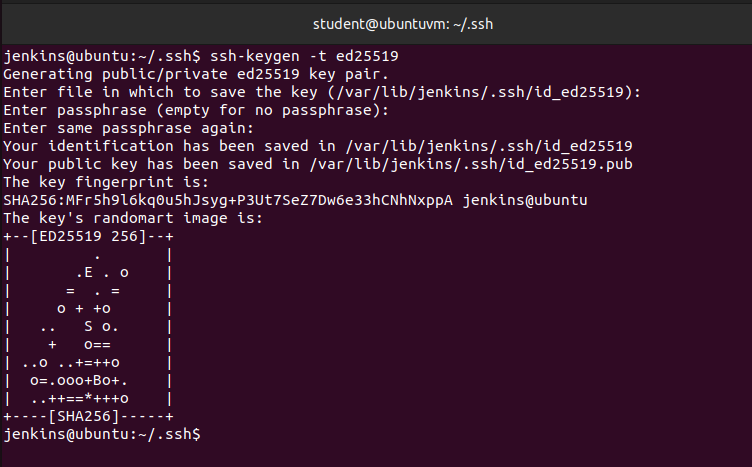 student@ubuntuvm: ~/.ssh
jenkins@ubuntu:~/.ssh$ ssh-keygen -t ed25519
Generating public/private ed25519 key pair.
Enter file in which to save the key (/var/lib/jenkins/.ssh/id_ed25519):
Enter passphrase (empty for no passphrase):
Enter same passphrase again:
Your identification has been saved in /var/lib/jenkins/.ssh/id_ed25519
Your public key has been saved in /var/lib/jenkins/.ssh/id_ed25519.pub
The key fingerprint is:
SHA256:MFr5h9l6kq0u5hJsyg+P3Ut7SeZ7Dw6e33hCNhNxppA jenkins@ubuntu
The key's randomart image is:
+--[ED25519 256]--+
|          .      |
|        .E . o   |
|       =  . =    |
|      o + +o     |
|    ..   S o.    |
|     +   o==     |
| ..o ..+=++o     |
|  o=.ooo+Bo+.    |
|  ..++==*+++o    |
+----[SHA256]-----+
jenkins@ubuntu:~/.ssh$